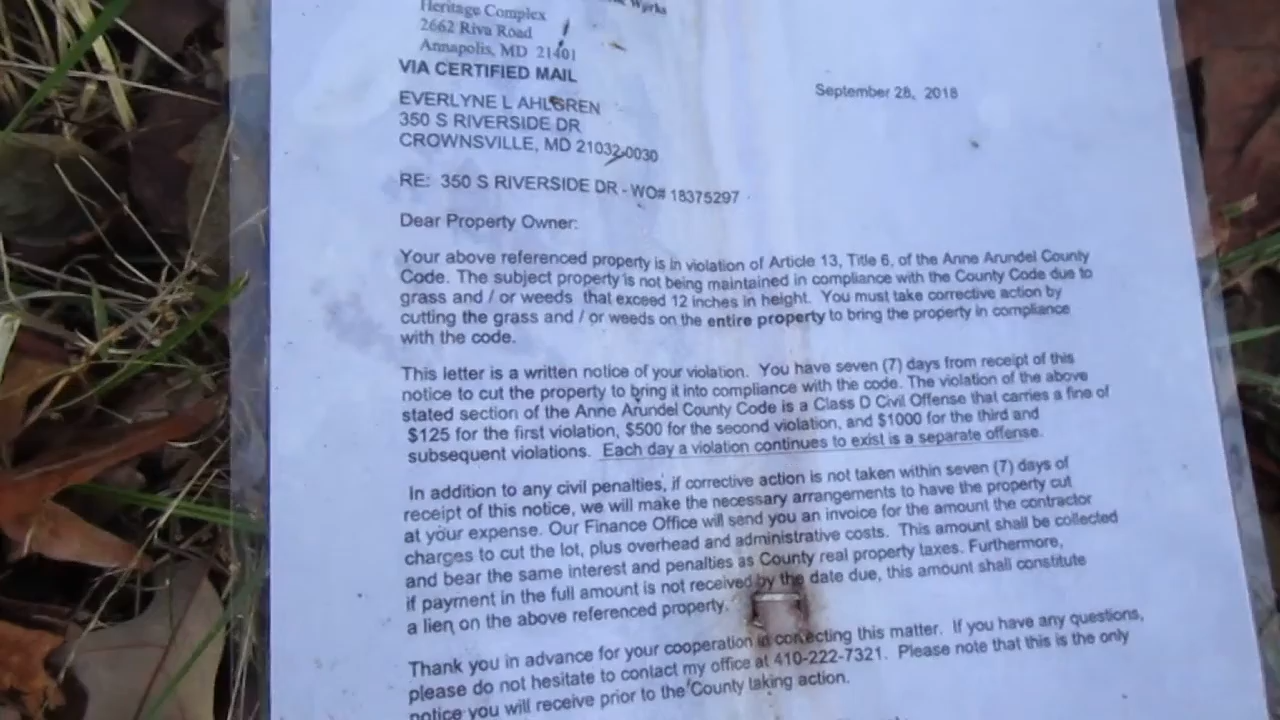 Works
Heritage Complex
2662 Riva Road
Annapolis, MD 21401
VIA CERTIFIED MAIL
September 28, 2018
EVERLYNE L AHLGREN
350 S RIVERSIDE DR
CROWNSVILLE, MD 21032-0030
RE: 350 S RIVERSIDE DR - WO# 18375297
Dear Property Owner:
Your above referenced property is in violation of Article 13, Title 6, of the Anne Arundel County
Code. The subject property is not being maintained in compliance with the County Code due to
grass and / or weeds that exceed 12 inches in height. You must take corrective action by
cutting the grass and / or weeds on the entire property to bring the property in compliance
with the code.
This letter is a written notice of your violation. You have seven (7) days from receipt of this
notice to cut the property to bring it into compliance with the code. The violation of the above
stated section of the Anne Arundel County Code is a Class D Civil Offense that carries a fine of
$125 for the first violation, $500 for the second violation, and $1000 for the third and
subsequent violations. Each day a violation continues to exist is a separate offense.
In addition to any civil penalties, if corrective action is not taken within seven (7) days of
receipt of this notice, we will make the necessary arrangements to have the property cut
at your expense. Our Finance Office will send you an invoice for the amount the contractor
charges to cut the lot, plus overhead and administrative costs. This amount shall be collected
and bear the same interest and penalties as County real property taxes. Furthermore,
if payment in the full amount is not received by the date due, this amount shall constitute
a lien on the above referenced property.
Thank you in advance for your cooperation in correcting this matter. If you have any questions,
please do not hesitate to contact my office at 410-222-7321. Please note that this is the only
notice you will receive prior to the County taking action.